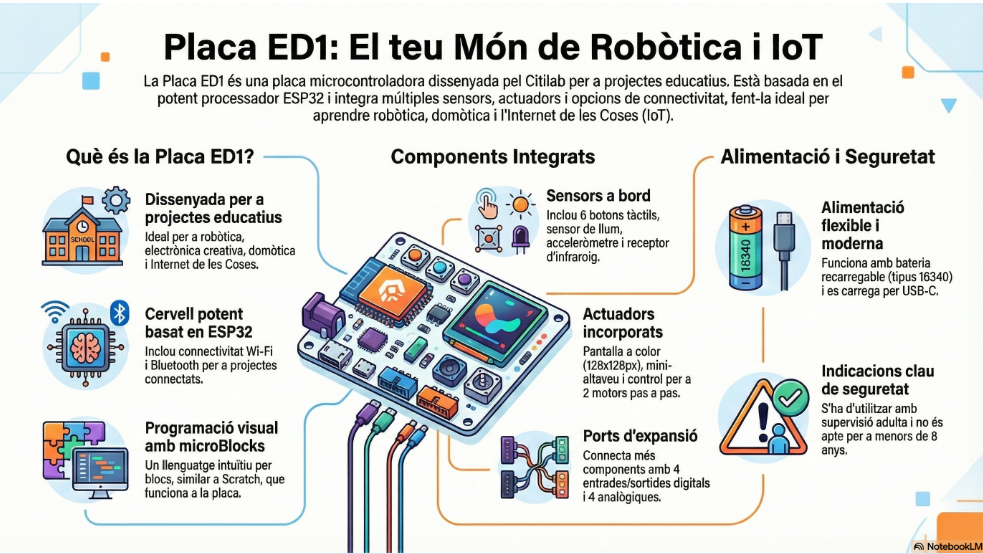 Placa ED1: El teu Món de Robòtica i IoT
La Placa ED1 és una placa microcontroladora dissenyada pel Citilab per a projectes educatius. Està basada en el
potent processador ESP32 i integra múltiples sensors, actuadors i opcions de connectivitat, fent-la ideal per
aprendre robòtica, domòtica i l'Internet de les Coses (IoT).
Què és la Placa ED1?
SCHOOL
Dissenyada per a
projectes educatius
Ideal per a robòtica,
electrònica creativa, domòtica
i Internet de les Coses.
Cervell potent
basat en ESP32
Inclou connectivitat Wi-Fi
i Bluetooth per a projectes
connectats.
Programació visual
amb microBlocks
Un llenguatge intuïtiu per
blocs, similar a Scratch, que
funciona a la placa.
Components Integrats
Sensors a bord
Inclou 6 botons tàctils,
sensor de llum,
acceleròmetre i receptor
d'infraroig.
Actuadors
incorporats
Pantalla a color
(128x128px), mini-
altaveu i control per a
2 motors pas a pas.
Ports d'expansió
Connecta més
components amb 4
entrades/sortides digitals
i 4 analògiques.
Alimentació i Seguretat
18340
Alimentació
flexible i
moderna
Funciona amb bateria
recarregable (tipus 16340)
i es carrega per USB-C.
Indicacions clau
de seguretat
S'ha d'utilitzar amb
supervisió adulta i no és
apte per a menors de 8
anys.
NotebookLM